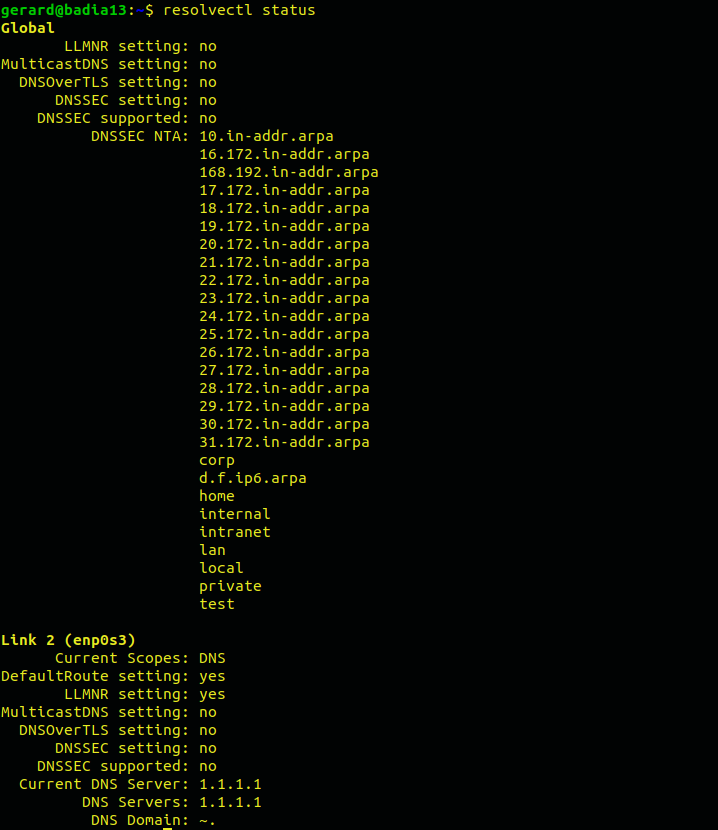 gerard@badia13:~$ resolvectl status
Global
LLMNR setting: no
MulticastDNS setting: no
DNSOverTLS setting: no
DNSSEC setting: no
DNSSEC supported: no
DNSSEC NTA: 10.in-addr.arpa
16.172.in-addr.arpa
168.192.in-addr.arpa
17.172.in-addr.arpa
18.172.in-addr.arpa
19.172.in-addr.arpa
20.172.in-addr.arpa
21.172.in-addr.arpa
22.172.in-addr.arpa
23.172.in-addr.arpa
24.172.in-addr.arpa
25.172.in-addr.arpa
26.172.in-addr.arpa
27.172.in-addr.arpa
28.172.in-addr.arpa
29.172.in-addr.arpa
30.172.in-addr.arpa
31.172.in-addr.arpa
corp
d.f.ip6.arpa
home
internal
intranet
lan
local
private
test
Link 2 (enp0s3)
Current Scopes: DNS
DefaultRoute setting: yes
LLMNR setting: yes
MulticastDNS setting: no
DNSOverTLS setting: no
DNSSEC setting: no
DNSSEC supported: no
Current DNS Server: 1.1.1.1
DNS Servers: 1.1.1.1
DNS Domain: ~.